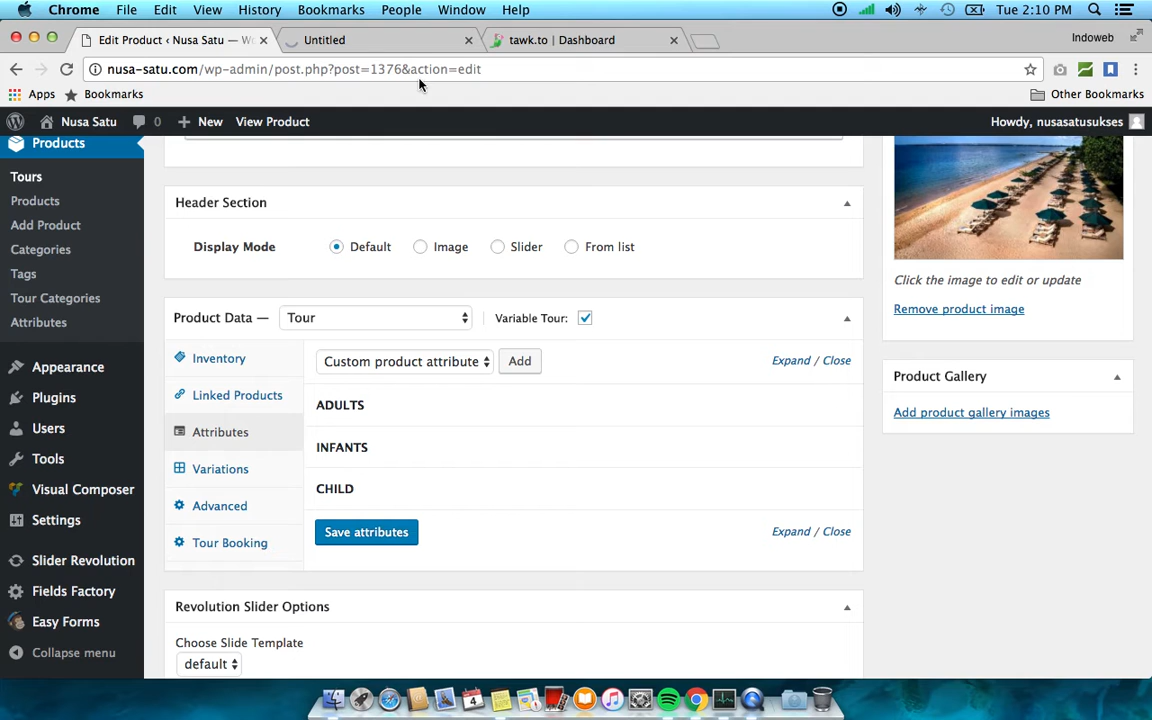 Chrome File Edit View History Bookmarks People Window Help Tue 2:10 PM
Edit Product ‹ Nusa Satu — Wo
Untitled
tawk.to | Dashboard
Indoweb
nusa-satu.com/wp-admin/post.php?post=1376&action=edit
Apps Bookmarks Other Bookmarks
Nusa Satu 0 New View Product Howdy, nusasatusukses
Products
Tours
Products
Add Product
Categories
Tags
Tour Categories
Attributes
Appearance
Plugins
Users
Tools
Visual Composer
Settings
Slider Revolution
Fields Factory
Easy Forms
Collapse menu
Header Section
Display Mode Default Image Slider From list
Product Data — Tour Variable Tour:
Inventory
Linked Products
Attributes
Variations
Advanced
Tour Booking
Custom product attribute Add Expand / Close
ADULTS
INFANTS
CHILD
Save attributes Expand / Close
Revolution Slider Options
Choose Slide Template
default
Click the image to edit or update
Remove product image
Product Gallery
Add product gallery images